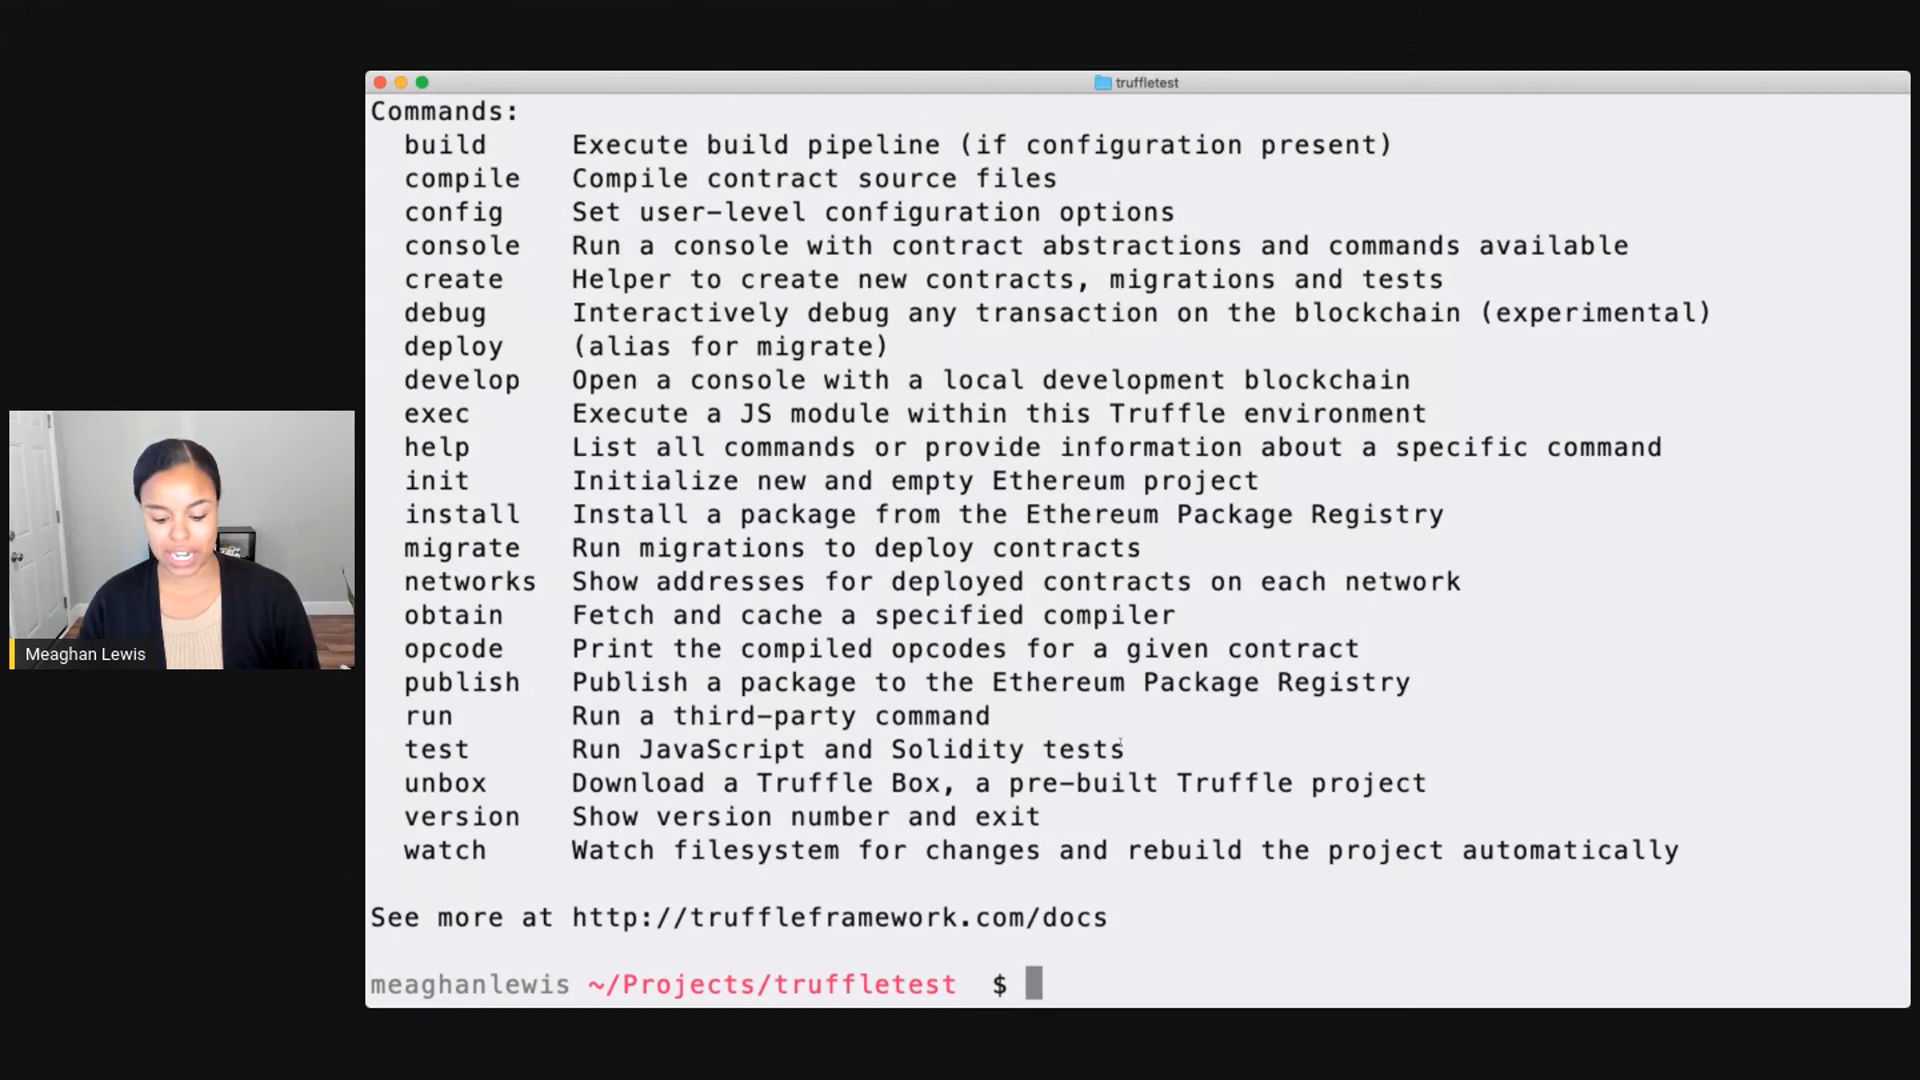 truffletest
Commands:
build Execute build pipeline (if configuration present)
compile Compile contract source files
config Set user-level configuration options
console Run a console with contract abstractions and commands available
create Helper to create new contracts, migrations and tests
debug Interactively debug any transaction on the blockchain (experimental)
deploy (alias for migrate)
develop Open a console with a local development blockchain
exec Execute a JS module within this Truffle environment
help List all commands or provide information about a specific command
init Initialize new and empty Ethereum project
install Install a package from the Ethereum Package Registry
migrate Run migrations to deploy contracts
networks Show addresses for deployed contracts on each network
obtain Fetch and cache a specified compiler
opcode Print the compiled opcodes for a given contract
publish Publish a package to the Ethereum Package Registry
run Run a third-party command
test Run JavaScript and Solidity tests
unbox Download a Truffle Box, a pre-built Truffle project
version Show version number and exit
watch Watch filesystem for changes and rebuild the project automatically
See more at http://truffleframework.com/docs
meaghanlewis ~/Projects/truffletest $
Meaghan Lewis